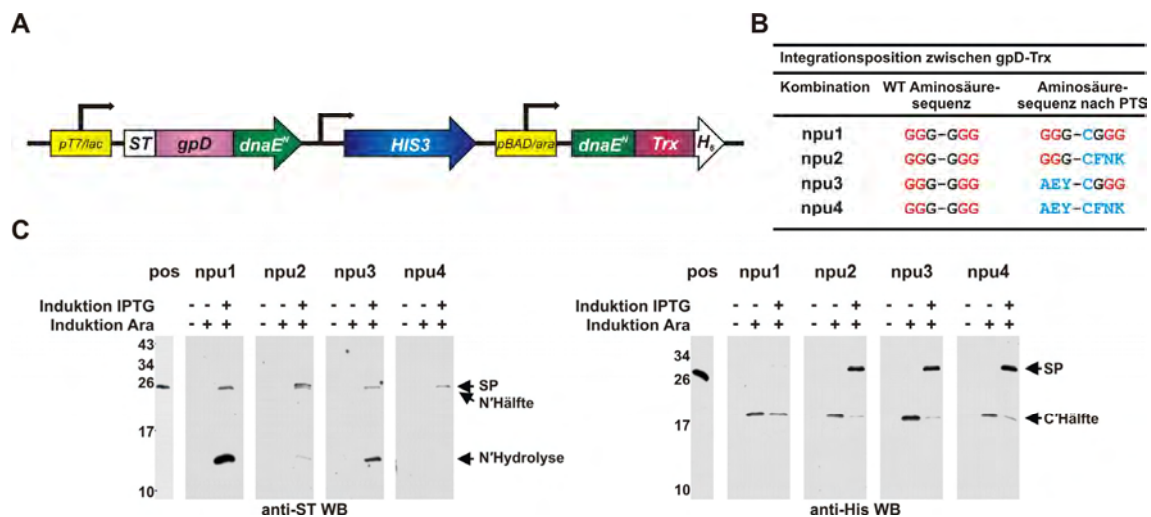 A
pT7/lac
ST
gpD
dnaEᴺ
HIS3
pBAD/ara
dnaEᴺ
Trx
H₆
B
Integrationsposition zwischen gpD-Trx
Kombination WT Aminosäure- Aminosäure-
sequenz sequenz nach PTS
npu1 GGG-GGG GGG-CGGG
npu2 GGG-GGG GGG-CFNK
npu3 GGG-GGG AEY-CGGG
npu4 GGG-GGG AEY-CFNK
C
pos npu1 npu2 npu3 npu4
Induktion IPTG - - + - - + - - + - - +
Induktion Ara - + + - + + - + + - + +
43
34
26
17
10
SP
N'Hälfte
N'Hydrolyse
anti-ST WB
pos npu1 npu2 npu3 npu4
Induktion IPTG - - + - - + - - + - - +
Induktion Ara - + + - + + - + + - + +
34
26
17
10
SP
C'Hälfte
anti-His WB